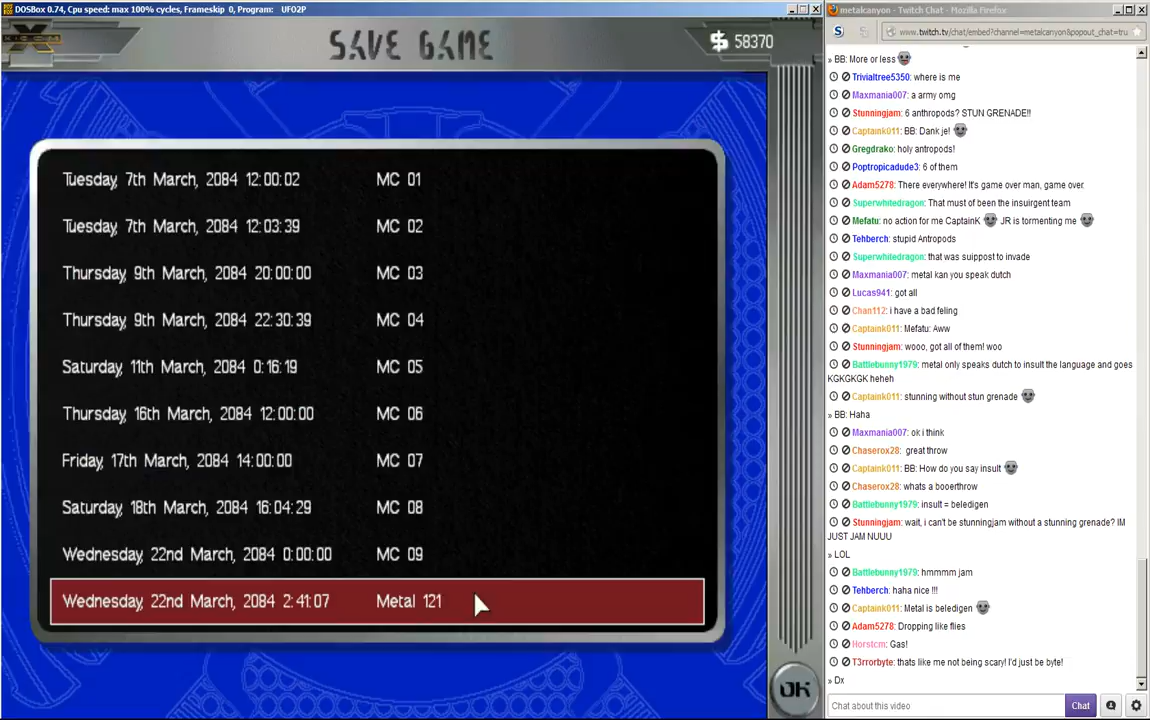 DOSBox 0.74, Cpu speed: max 100% cycles, Frameskip 0, Program: UFO2P
X-COM
SAVE GAME
$ 58370
Tuesday, 7th March, 2084 12:00:02 MC 01
Tuesday, 7th March, 2084 12:03:39 MC 02
Thursday, 9th March, 2084 20:00:00 MC 03
Thursday, 9th March, 2084 22:30:39 MC 04
Saturday, 11th March, 2084 0:16:19 MC 05
Thursday, 16th March, 2084 12:00:00 MC 06
Friday, 17th March, 2084 14:00:00 MC 07
Saturday, 18th March, 2084 16:04:29 MC 08
Wednesday, 22nd March, 2084 0:00:00 MC 09
Wednesday, 22nd March, 2084 2:41:07 Metal 121
OK
metalcanyon - Twitch Chat - Mozilla Firefox
www.twitch.tv/chat/embed?channel=metalcanyon&popout_chat=tru
» BB: More or less
Trivialtree5350: where is me
Maxmania007: a army omg
Stunningjam: 6 anthropods? STUN GRENADE!!
Captaink011: BB: Dank je!
Gregdrako: holy antropods!
Poptropicadude3: 6 of them
Adam5278: There everywhere! It's game over man, game over.
Superwhitedragon: That must of been the insuirgent team
Mefatu: no action for me CaptainK JR is tormenting me
Tehberch: stupid Antropods
Superwhitedragon: that was suippost to invade
Maxmania007: metal kan you speak dutch
Lucas941: got all
Chan112: i have a bad feling
Captaink011: Mefatu: Aww
Stunningjam: wooo, got all of them! woo
Battlebunny1979: metal only speaks dutch to insult the language and goes
KGKGKGK heheh
Captaink011: stunning without stun grenade
» BB: Haha
Maxmania007: ok i think
Chaserox28: great throw
Captaink011: BB: How do you say insult
Chaserox28: whats a booerthrow
Battlebunny1979: insult = beledigen
Stunningjam: wait, i can't be stunningjam without a stunning grenade? IM
JUST JAM NUUU
» LOL
Battlebunny1979: hmmmm jam
Tehberch: haha nice !!!
Captaink011: Metal is beledigen
Adam5278: Dropping like flies
Horstcm: Gas!
T3rrorbyte: thats like me not being scary! I'd just be byte!
» Dx
Chat about this video
Chat